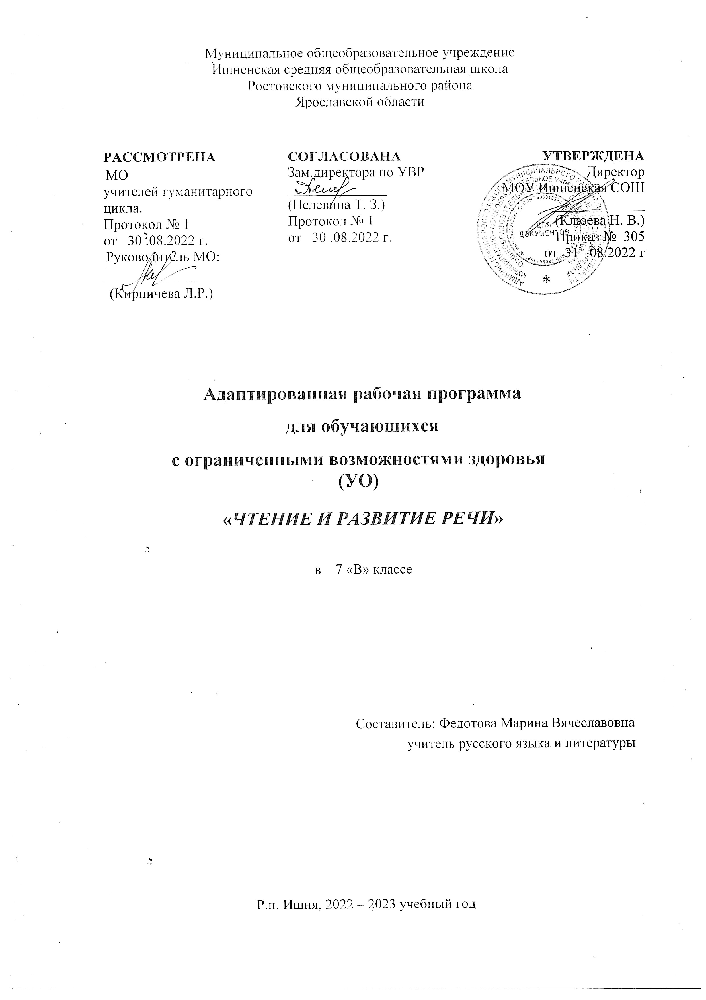 Муниципальное общеобразовательное учреждение
Ишненская средняя общеобразовательная школа
Ростовского муниципального района
Ярославской области
РАССМОТРЕНА
МО
учителей гуманитарного
цикла.
Протокол № 1
от 30 .08.2022 г.
Руководитель МО:
(Кирпичева Л.Р.)
СОГЛАСОВАНА
Зам.директора по УВР
(Пелевина Т. З.)
Протокол № 1
от 30 .08.2022 г.
УТВЕРЖДЕНА
Директор
МОУ Ишненская СОШ
(Клюева Н. В.)
Приказ № 305
от 31 .08.2022 г
ДЛЯ
ДОКУМЕНТОВ
Адаптированная рабочая программа
для обучающихся
с ограниченными возможностями здоровья
(УО)
«ЧТЕНИЕ И РАЗВИТИЕ РЕЧИ»
в 7 «В» классе
Составитель: Федотова Марина Вячеславовна
учитель русского языка и литературы
Р.п. Ишня, 2022 – 2023 учебный год